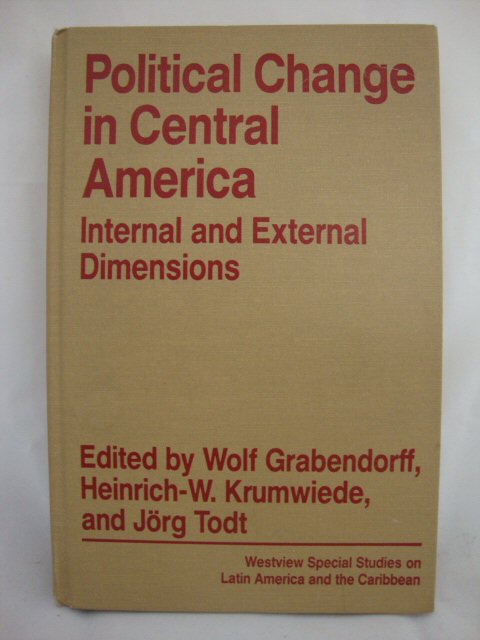 Political Change
in Central
America
Internal and External
Dimensions
Edited by Wolf Grabendorff,
Heinrich-W. Krumwiede,
and Jörg Todt
Westview Special Studies on
Latin America and the Caribbean